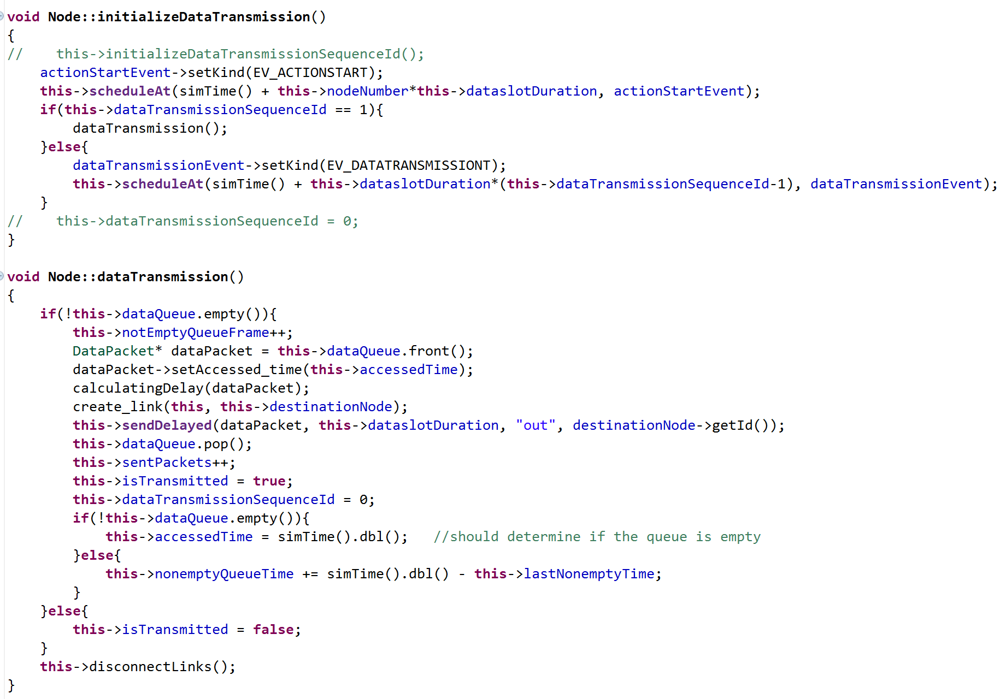 void Node::initializeDataTransmission()
{
//    this->initializeDataTransmissionSequenceId();
    actionStartEvent->setKind(EV_ACTIONSTART);
    this->scheduleAt(simTime() + this->nodeNumber*this->dataslotDuration, actionStartEvent);
    if(this->dataTransmissionSequenceId == 1){
        dataTransmission();
    }else{
        dataTransmissionEvent->setKind(EV_DATATRANSMISSIONT);
        this->scheduleAt(simTime() + this->dataslotDuration*(this->dataTransmissionSequenceId-1), dataTransmissionEvent);
    }
//    this->dataTransmissionSequenceId = 0;
}

void Node::dataTransmission()
{
    if(!this->dataQueue.empty()){
        this->notEmptyQueueFrame++;
        DataPacket* dataPacket = this->dataQueue.front();
        dataPacket->setAccessed_time(this->accessedTime);
        calculatingDelay(dataPacket);
        create_link(this, this->destinationNode);
        this->sendDelayed(dataPacket, this->dataslotDuration, "out", destinationNode->getId());
        this->dataQueue.pop();
        this->sentPackets++;
        this->isTransmitted = true;
        this->dataTransmissionSequenceId = 0;
        if(!this->dataQueue.empty()){
            this->accessedTime = simTime().dbl();   //should determine if the queue is empty
        }else{
            this->nonemptyQueueTime += simTime().dbl() - this->lastNonemptyTime;
        }
    }else{
        this->isTransmitted = false;
    }
    this->disconnectLinks();
}